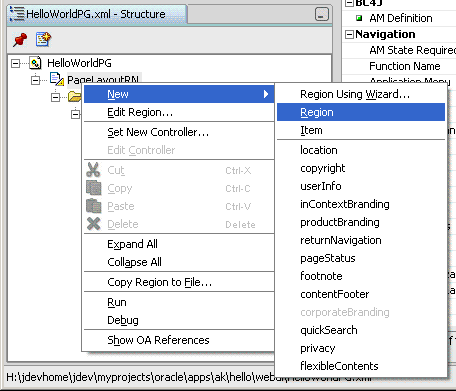 HelloWorldPG.xml - Structure
HelloWorldPG
PageLayoutRN
New
Edit Region...
Set New Controller...
Edit Controller
Cut Ctrl-X
Copy Ctrl-C
Paste Ctrl-V
Delete Delete
Expand All
Collapse All
Copy Region to File...
Run
Debug
Show OA References
Region Using Wizard...
Region
Item
location
copyright
userInfo
inContextBranding
productBranding
returnNavigation
pageStatus
footnote
contentFooter
corporateBranding
quickSearch
privacy
flexibleContents
BC4J
AM Definition
Navigation
AM State Required
Function Name
Application Menu
H:\jdevhome\jdev\myprojects\oracle\apps\ak\hello\webui\HelloWorldPG.xml